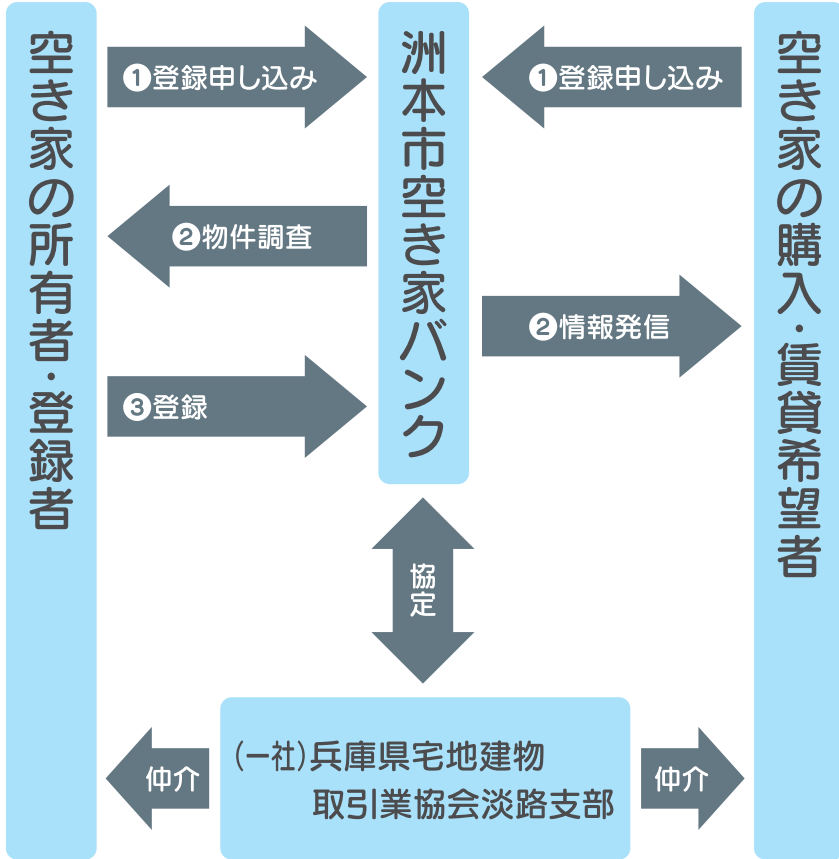 空き家の所有者・登録者
❶登録申し込み
❷物件調査
❸登録
洲本市空き家バンク
❶登録申し込み
❷情報発信
空き家の購入・賃貸希望者
協定
仲介
(一社)兵庫県宅地建物
取引業協会淡路支部
仲介